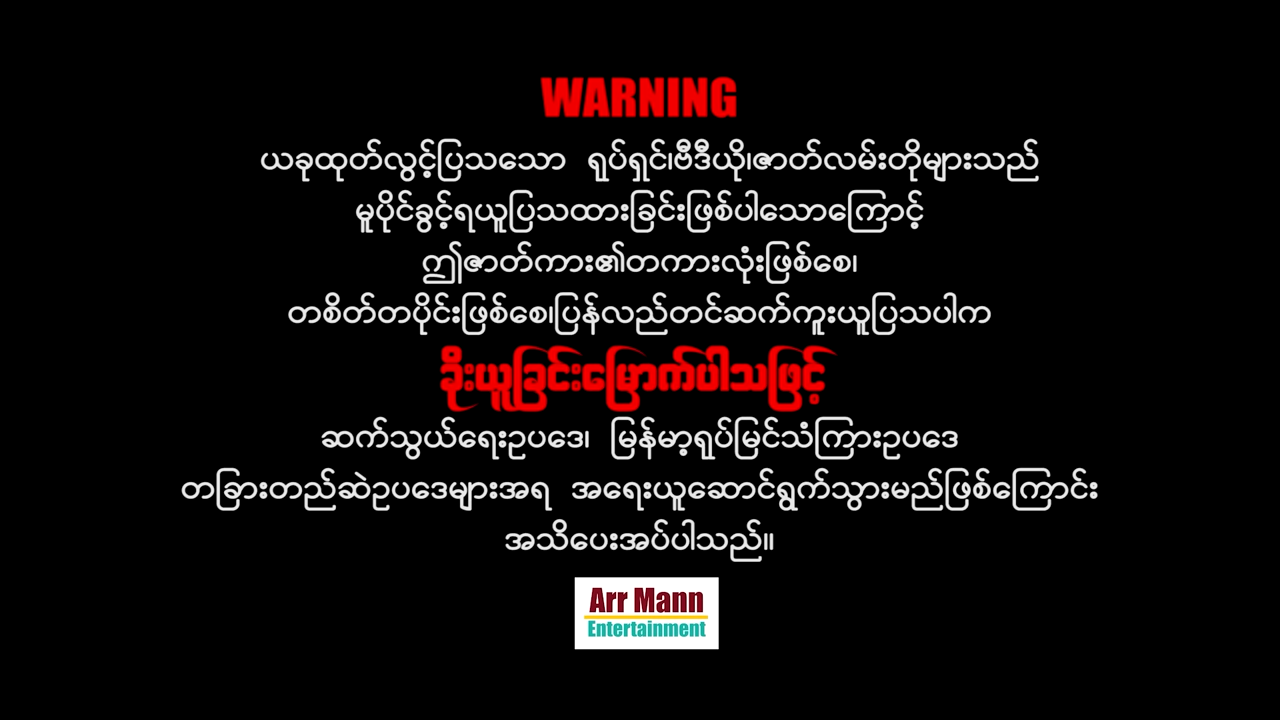 WARNING
ယခုထုတ်လွှင့်ပြသသော ရုပ်ရှင်၊ဗီဒီယို၊ဇာတ်လမ်းတိုများသည်
မူပိုင်ခွင့်ရယူပြသထားခြင်းဖြစ်ပါသောကြောင့်
ဤဇာတ်ကား၏တကားလုံးဖြစ်စေ၊
တစိတ်တပိုင်းဖြစ်စေ၊ပြန်လည်တင်ဆက်ကူးယူပြသပါက
ခိုးယူခြင်းမြောက်ပါသဖြင့်
ဆက်သွယ်ရေးဥပဒေ၊ မြန်မာ့ရုပ်မြင်သံကြားဥပဒေ
တခြားတည်ဆဲဥပဒေများအရ အရေးယူဆောင်ရွက်သွားမည်ဖြစ်ကြောင်း
အသိပေးအပ်ပါသည်။
Arr Mann
Entertainment